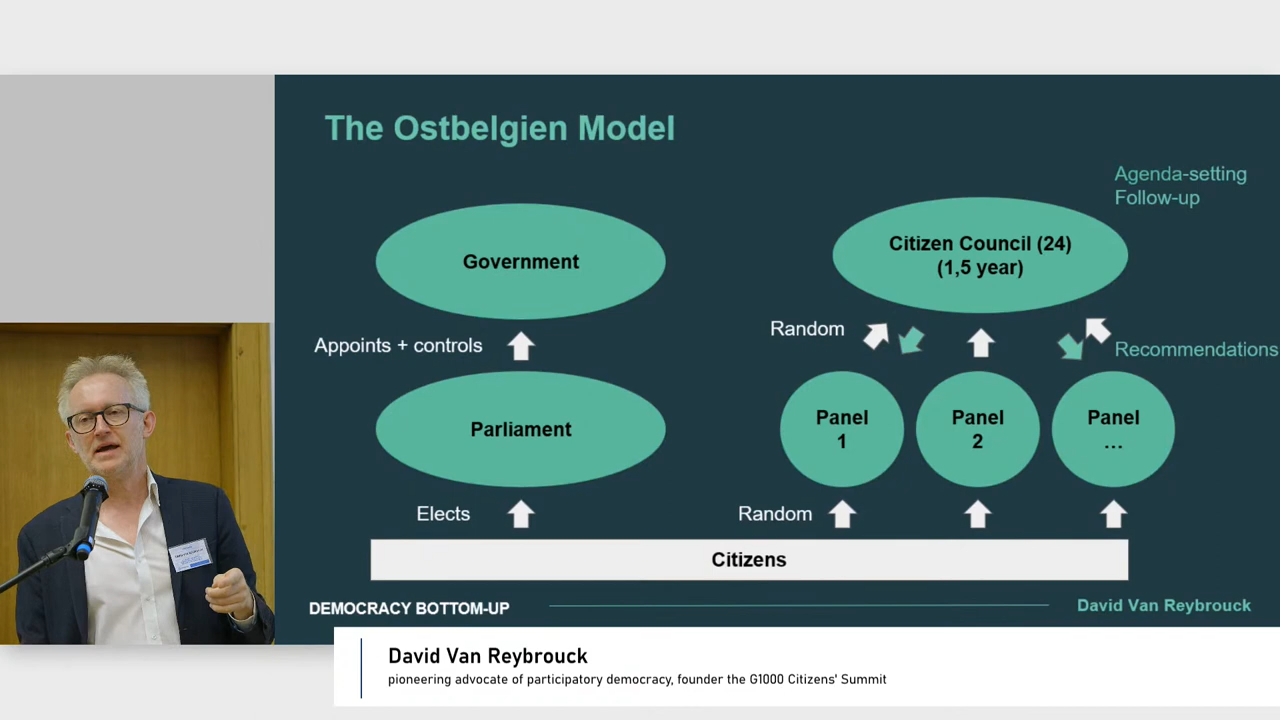 The Ostbelgien Model
Agenda-setting
Follow-up
Government
Citizen Council (24)
(1,5 year)
Appoints + controls
Random
Recommendations
Parliament
Panel
1
Panel
2
Panel
...
Elects
Random
Citizens
DEMOCRACY BOTTOM-UP
David Van Reybrouck
David Van Reybrouck
pioneering advocate of participatory democracy, founder the G1000 Citizens' Summit